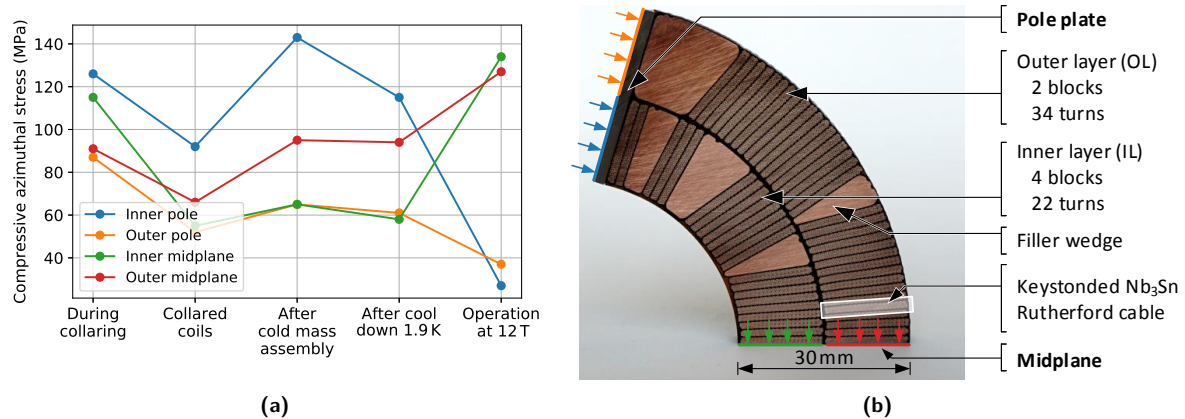 Compressive azimuthal stress (MPa)
140
120
100
80
60
40
Inner pole
Outer pole
Inner midplane
Outer midplane
During
collaring
Collared
coils
After
cold mass
assembly
After cool
down 1.9 K
Operation
at 12 T
(a)
Pole plate
Outer layer (OL)
2 blocks
34 turns
Inner layer (IL)
4 blocks
22 turns
Filler wedge
Keystonded Nb₃Sn
Rutherford cable
Midplane
30 mm
(b)